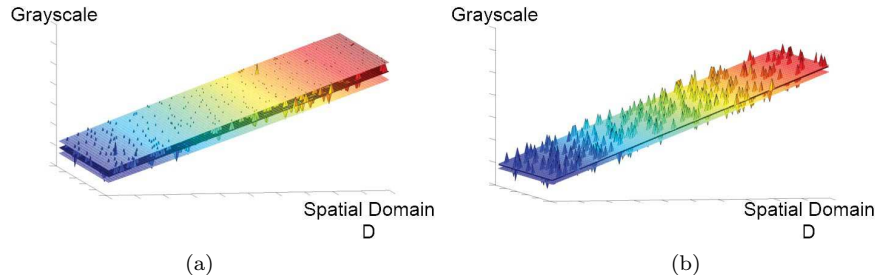 Grayscale
Spatial Domain
D
(a)
Grayscale
Spatial Domain
D
(b)